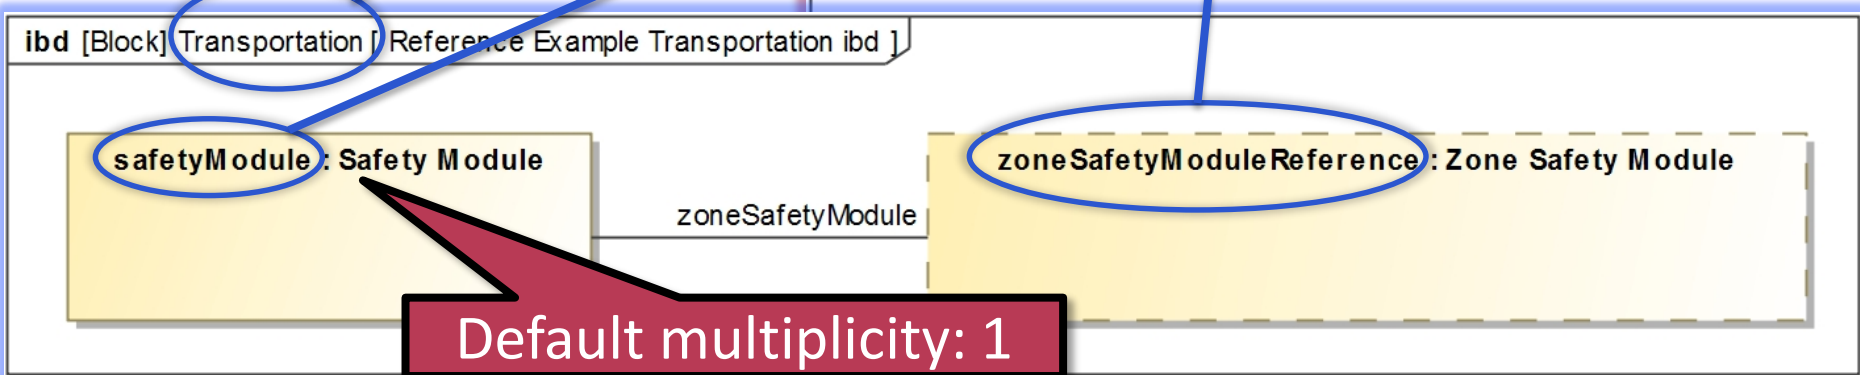 ibd [Block] Transportation [ Reference Example Transportation ibd ]
safetyModule : Safety Module
zoneSafetyModuleReference : Zone Safety Module
zoneSafetyModule
Default multiplicity: 1